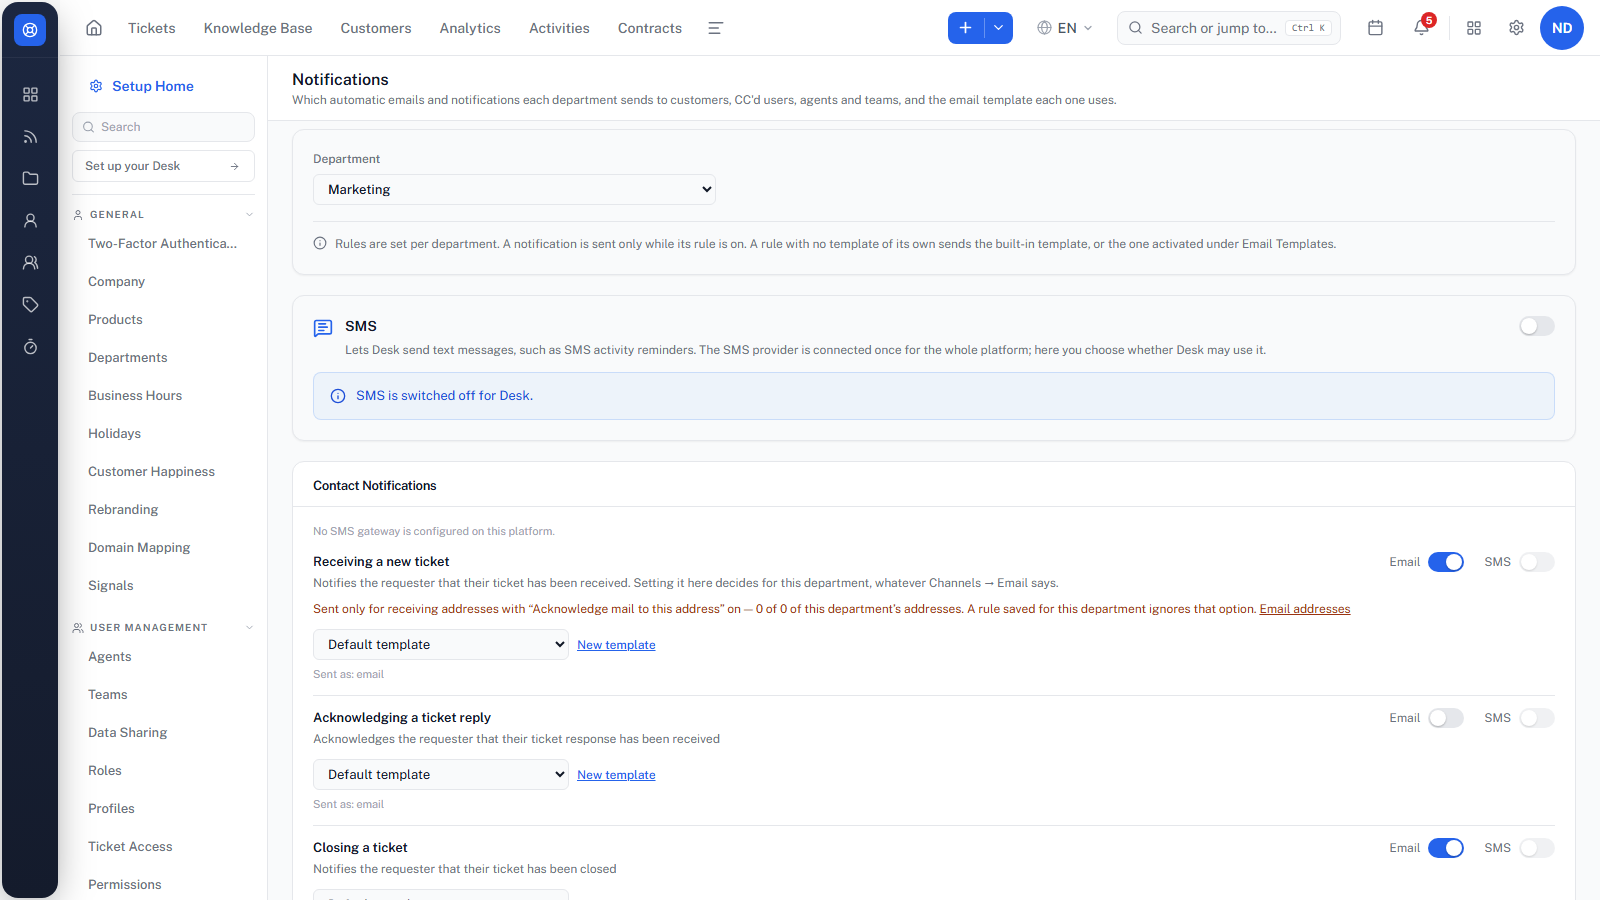 Tickets
Knowledge Base
Customers
Analytics
Activities
Contracts
EN
Search or jump to...
Ctrl K
5
ND
Setup Home
Search
Set up your Desk
GENERAL
Two-Factor Authentica...
Company
Products
Departments
Business Hours
Holidays
Customer Happiness
Rebranding
Domain Mapping
Signals
USER MANAGEMENT
Agents
Teams
Data Sharing
Roles
Profiles
Ticket Access
Permissions
Notifications
Which automatic emails and notifications each department sends to customers, CC'd users, agents and teams, and the email template each one uses.
Department
Marketing
Rules are set per department. A notification is sent only while its rule is on. A rule with no template of its own sends the built-in template, or the one activated under Email Templates.
SMS
Lets Desk send text messages, such as SMS activity reminders. The SMS provider is connected once for the whole platform; here you choose whether Desk may use it.
SMS is switched off for Desk.
Contact Notifications
No SMS gateway is configured on this platform.
Receiving a new ticket
Email
SMS
Notifies the requester that their ticket has been received. Setting it here decides for this department, whatever Channels → Email says.
Sent only for receiving addresses with “Acknowledge mail to this address” on — 0 of 0 of this department's addresses. A rule saved for this department ignores that option. Email addresses
Default template
New template
Sent as: email
Acknowledging a ticket reply
Email
SMS
Acknowledges the requester that their ticket response has been received
Default template
New template
Sent as: email
Closing a ticket
Email
SMS
Notifies the requester that their ticket has been closed